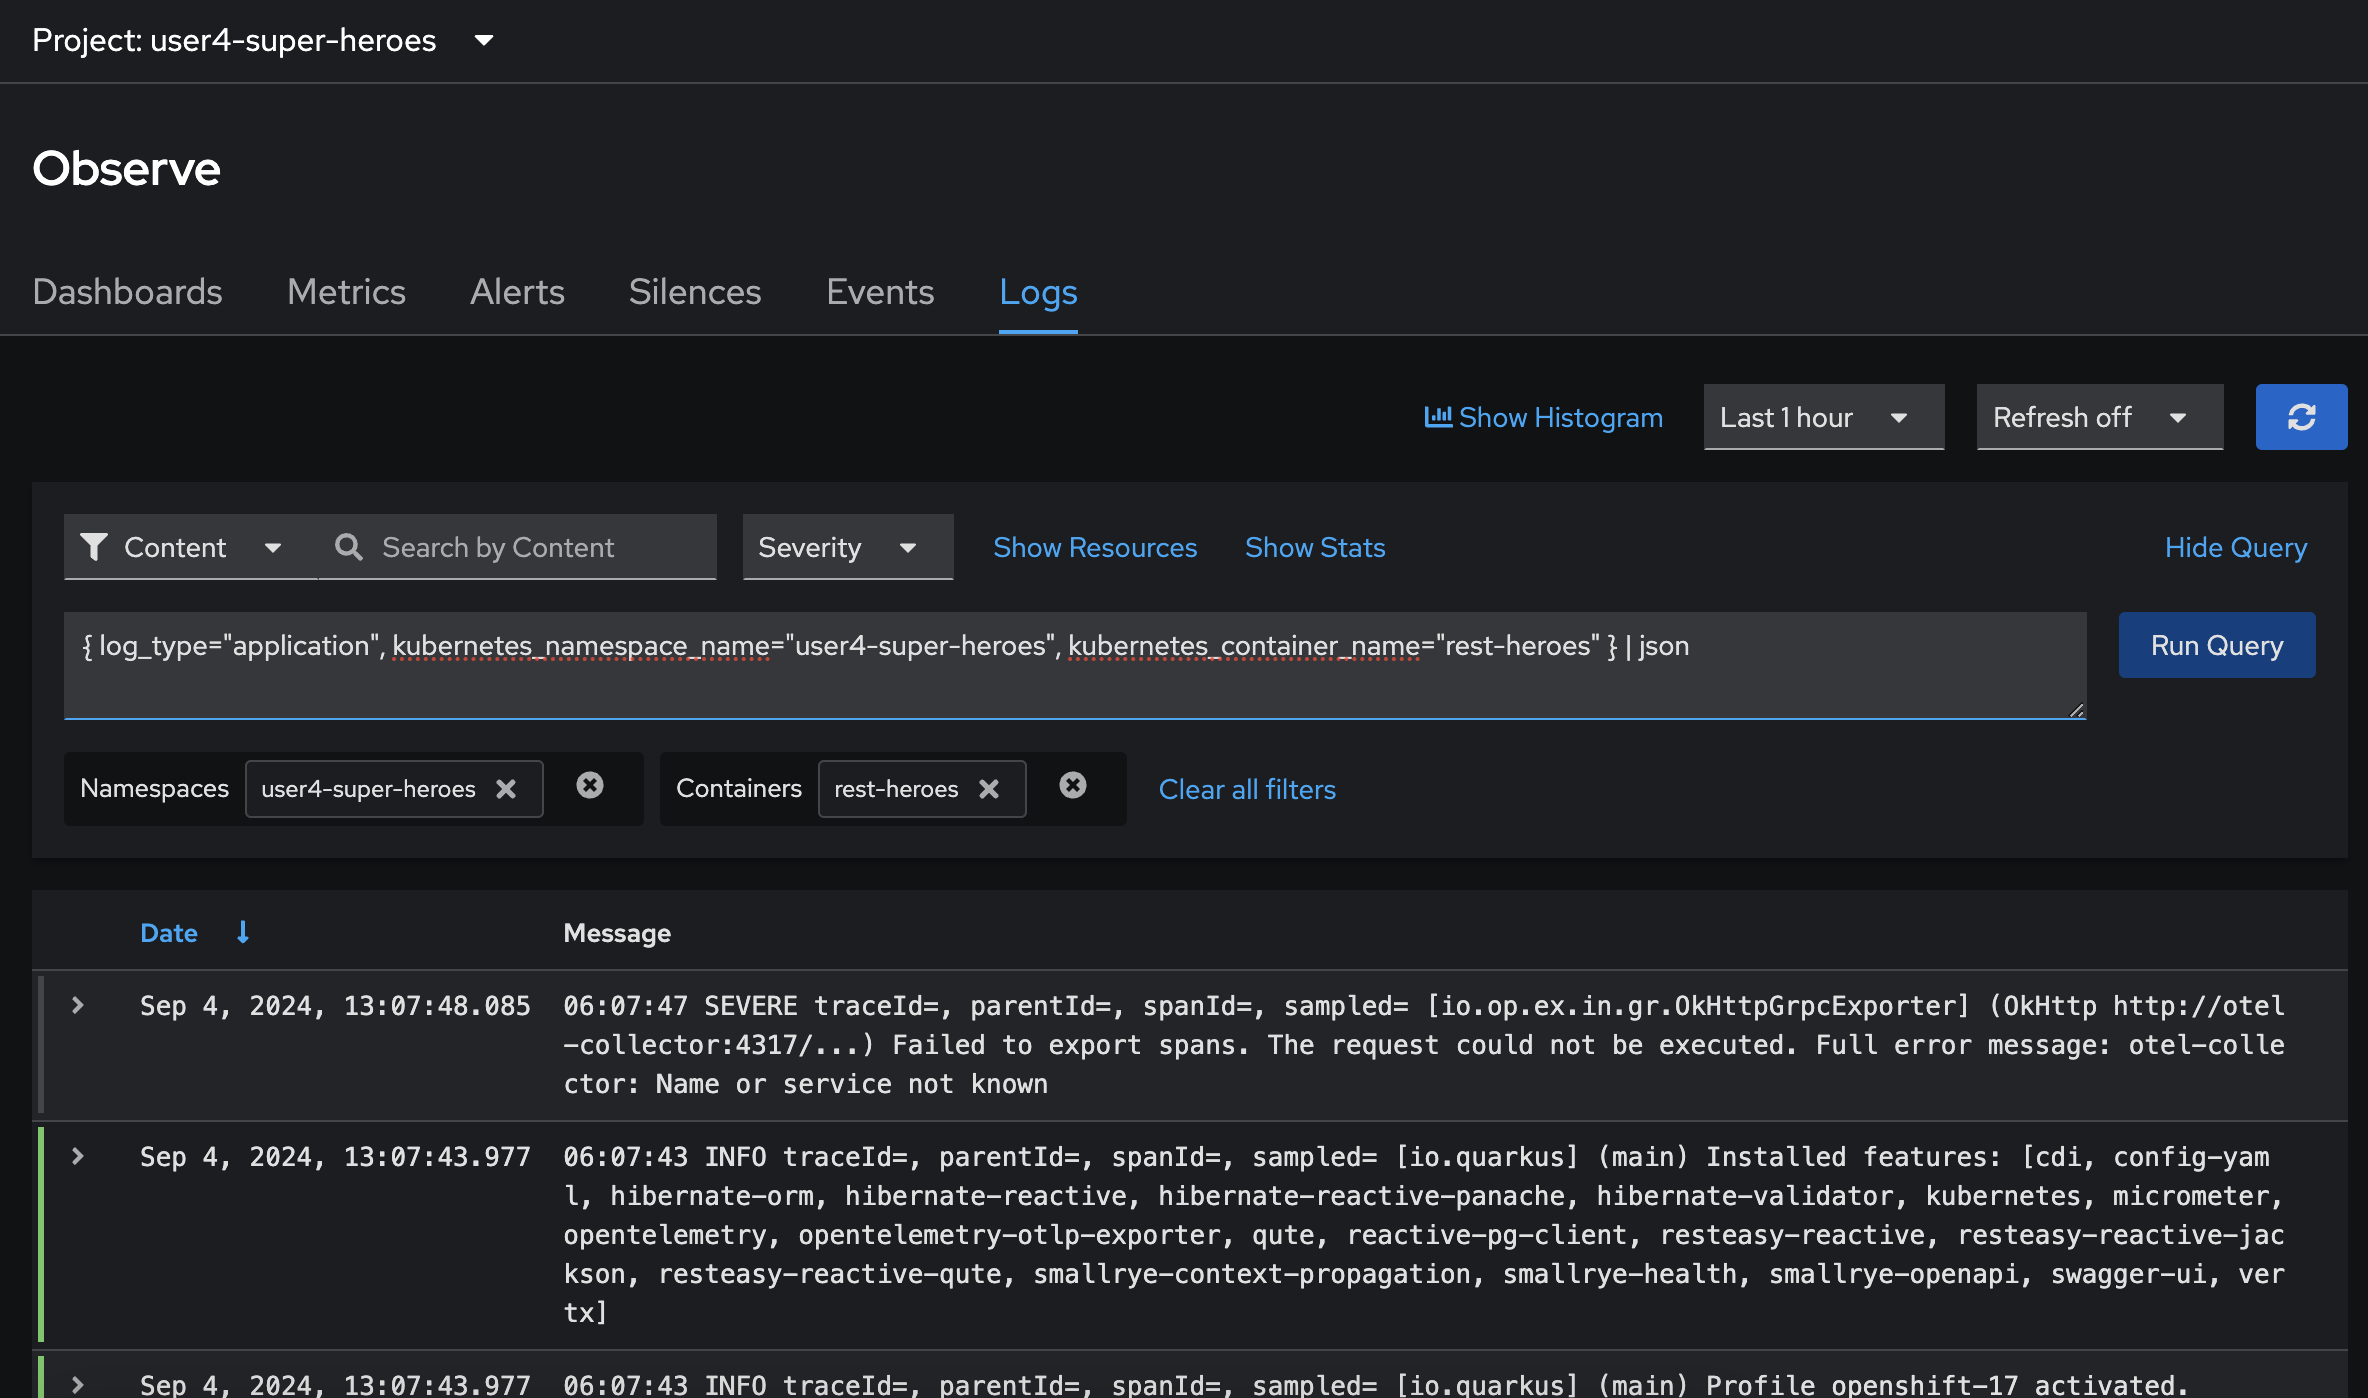 Project: user4-super-heroes
Observe
Dashboards Metrics Alerts Silences Events Logs
Show Histogram Last 1 hour Refresh off
Content Search by Content Severity Show Resources Show Stats Hide Query
{ log_type="application", kubernetes_namespace_name="user4-super-heroes", kubernetes_container_name="rest-heroes" } | json
Run Query
Namespaces user4-super-heroes Containers rest-heroes Clear all filters
Date Message
Sep 4, 2024, 13:07:48.085 06:07:47 SEVERE traceId=, parentId=, spanId=, sampled= [io.op.ex.in.gr.OkHttpGrpcExporter] (OkHttp http://otel
-collector:4317/...) Failed to export spans. The request could not be executed. Full error message: otel-colle
ctor: Name or service not known
Sep 4, 2024, 13:07:43.977 06:07:43 INFO traceId=, parentId=, spanId=, sampled= [io.quarkus] (main) Installed features: [cdi, config-yam
l, hibernate-orm, hibernate-reactive, hibernate-reactive-panache, hibernate-validator, kubernetes, micrometer,
opentelemetry, opentelemetry-otlp-exporter, qute, reactive-pg-client, resteasy-reactive, resteasy-reactive-jac
kson, resteasy-reactive-qute, smallrye-context-propagation, smallrye-health, smallrye-openapi, swagger-ui, ver
tx]
Sep 4, 2024, 13:07:43.977 06:07:43 INFO traceId=, parentId=, spanId=, sampled= [io.quarkus] (main) Profile openshift-17 activated.